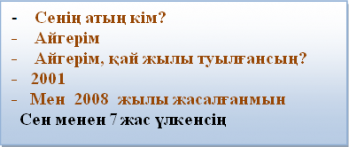 - Сенің атың кім?
- Айгерім
- Айгерім, қай жылы туылғансың?
- 2001
- Мен 2008 жылы жасалғанмын
Сен менен 7 жас үлкенсің